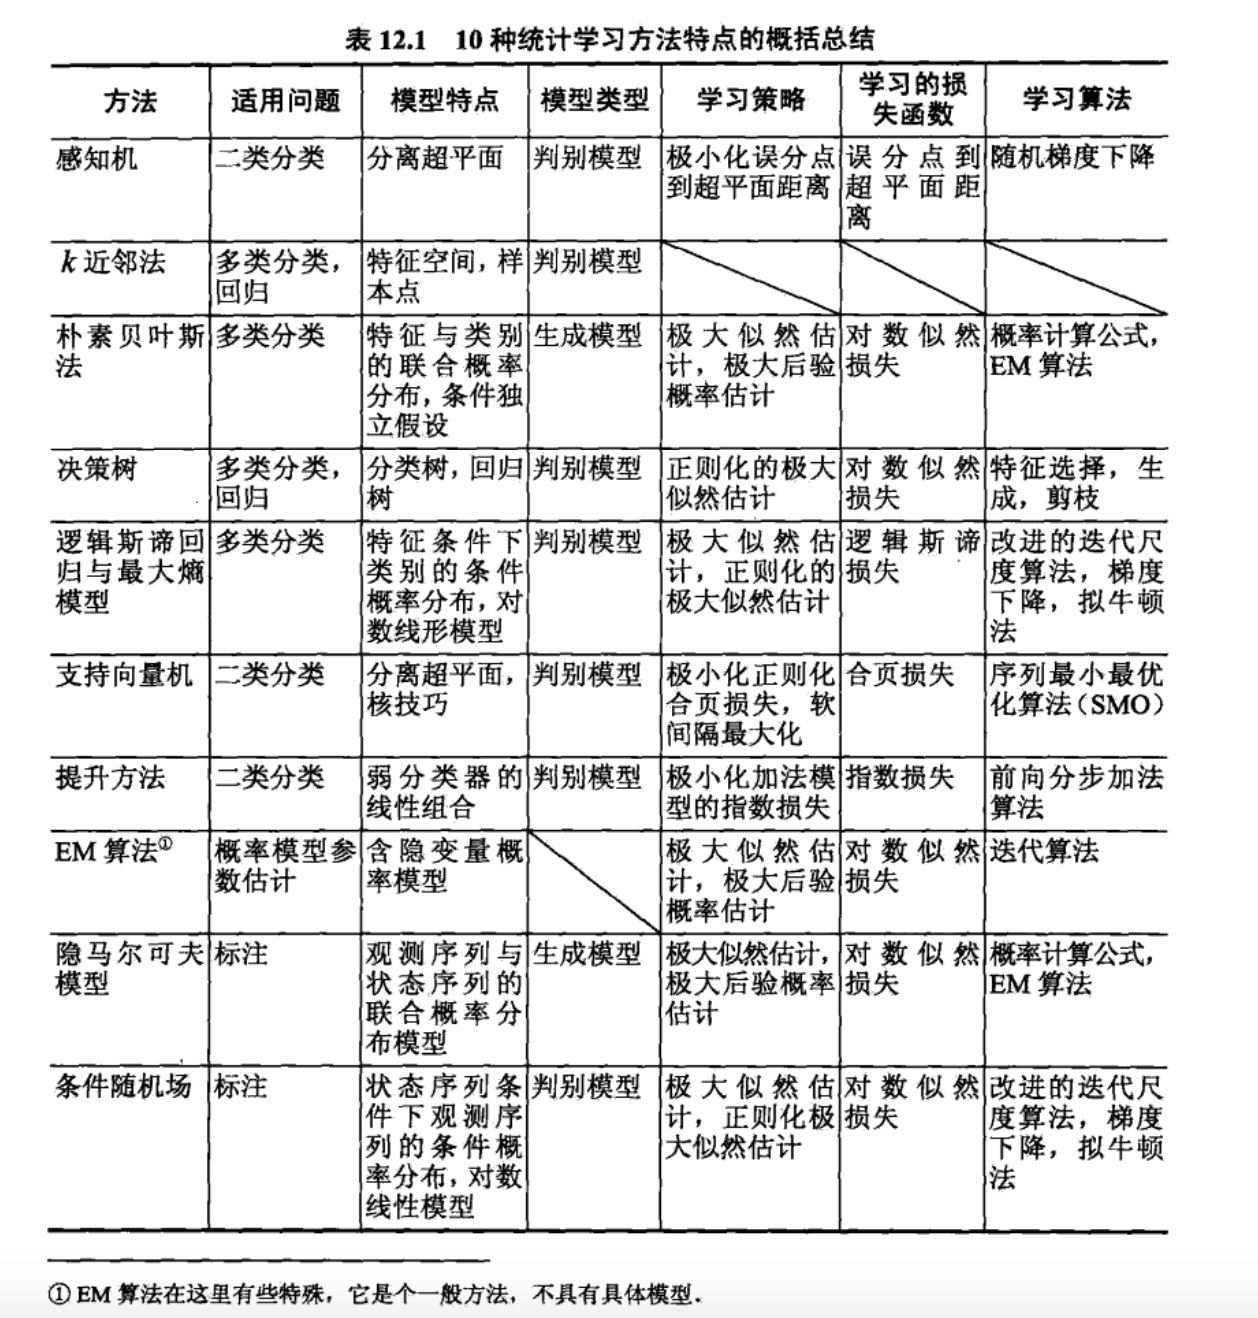 表 12.1 10 种统计学习方法特点的概括总结
方法 适用问题 模型特点 模型类型 学习策略 学习的损失函数 学习算法
感知机 二类分类 分离超平面 判别模型 极小化误分点到超平面距离 误分点到超平面距离 随机梯度下降
k 近邻法 多类分类，回归 特征空间，样本点 判别模型
朴素贝叶斯法 多类分类 特征与类别的联合概率分布，条件独立假设 生成模型 极大似然估计，极大后验概率估计 对数似然损失 概率计算公式，EM 算法
决策树 多类分类，回归 分类树，回归树 判别模型 正则化的极大似然估计 对数似然损失 特征选择，生成，剪枝
逻辑斯谛回归与最大熵模型 多类分类 特征条件下类别的条件概率分布，对数线形模型 判别模型 极大似然估计，正则化的极大似然估计 逻辑斯谛损失 改进的迭代尺度算法，梯度下降，拟牛顿法
支持向量机 二类分类 分离超平面，核技巧 判别模型 极小化正则化合页损失，软间隔最大化 合页损失 序列最小最优化算法（SMO）
提升方法 二类分类 弱分类器的线性组合 判别模型 极小化加法模型的指数损失 指数损失 前向分步加法算法
EM 算法① 概率模型参数估计 含隐变量概率模型 极大似然估计，极大后验概率估计 对数似然损失 迭代算法
隐马尔可夫模型 标注 观测序列与状态序列的联合概率分布模型 生成模型 极大似然估计，极大后验概率估计 对数似然损失 概率计算公式，EM 算法
条件随机场 标注 状态序列条件下观测序列的条件概率分布，对数线性模型 判别模型 极大似然估计，正则化极大似然估计 对数似然损失 改进的迭代尺度算法，梯度下降，拟牛顿法
① EM 算法在这里有些特殊，它是个一般方法，不具有具体模型．